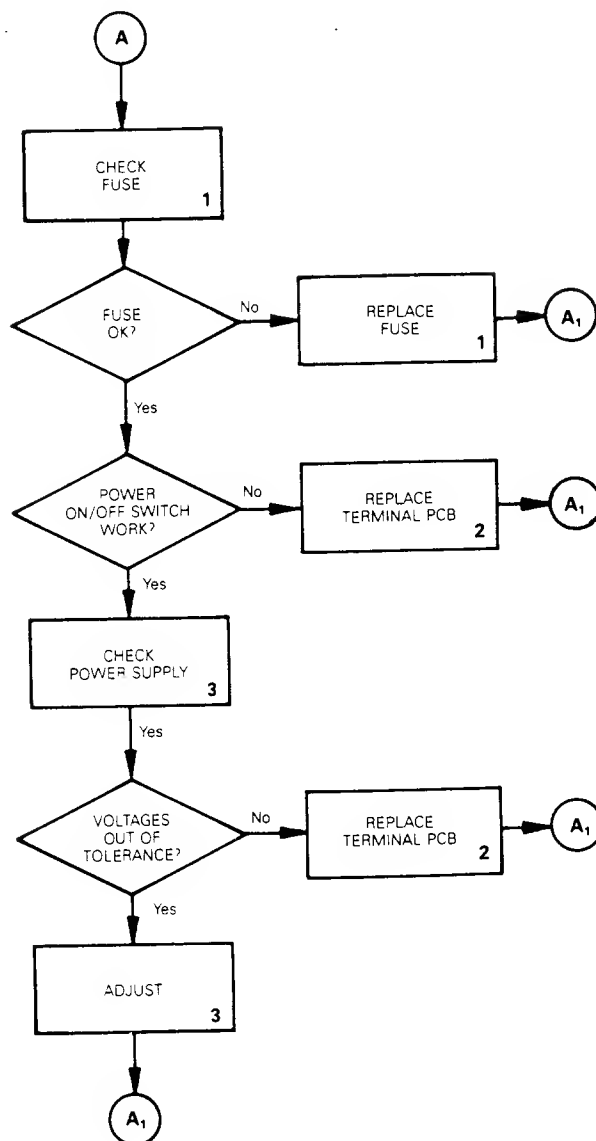 A
CHECK
FUSE
1
FUSE
OK?
No
REPLACE
FUSE
1
A₁
Yes
POWER
ON/OFF SWITCH
WORK?
No
REPLACE
TERMINAL PCB
2
A₁
Yes
CHECK
POWER SUPPLY
3
Yes
VOLTAGES
OUT OF
TOLERANCE?
No
REPLACE
TERMINAL PCB
2
A₁
Yes
ADJUST
3
A₁